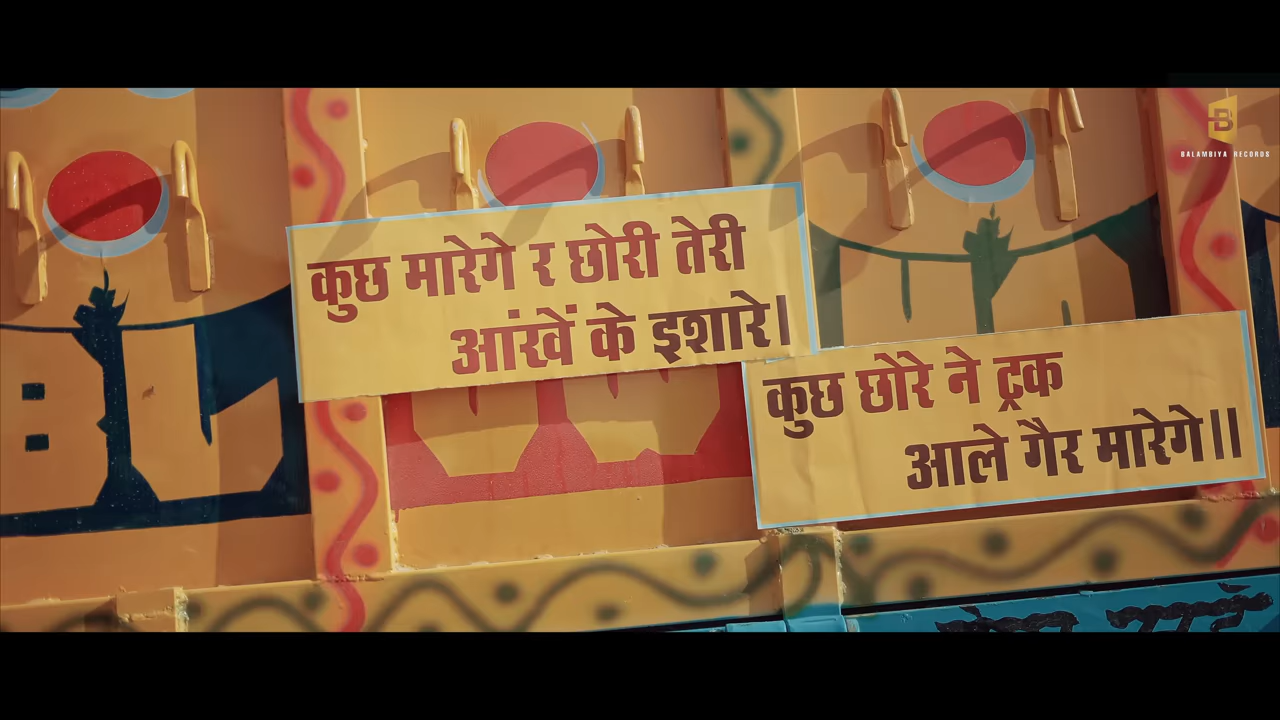 BALAMBIYA RECORDS
कुछ मारेगे र छोरी तेरी
आंखें के इशारे।
कुछ छौरे ने ट्रक
आले गैर मारेगे॥